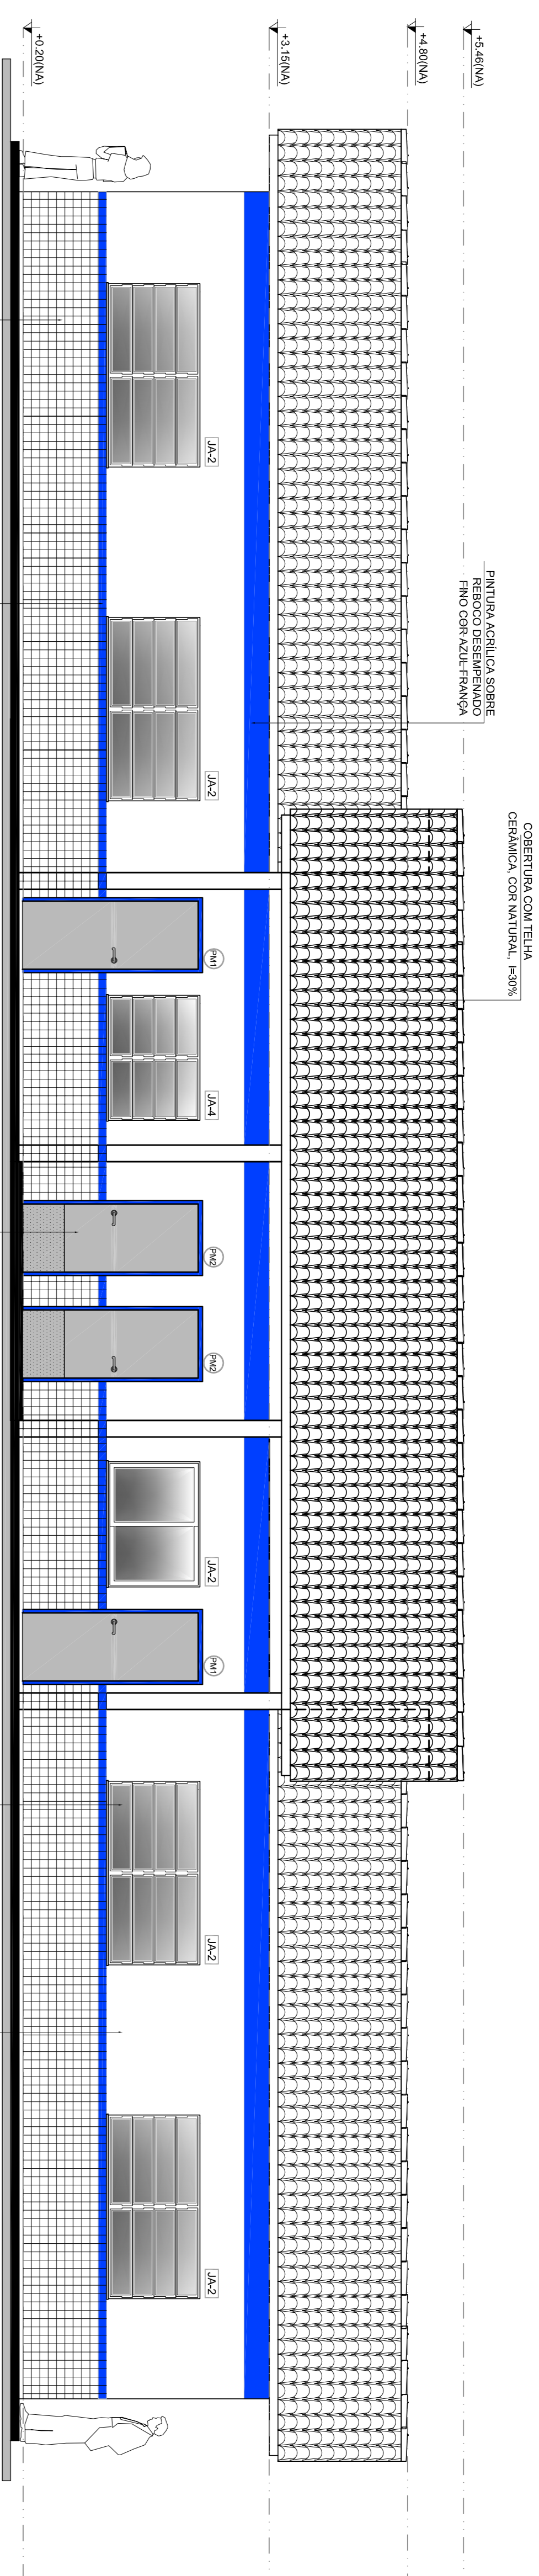 +5.46(NA)
+4.80(NA)
+3.15(NA)
+0.20(NA)
COBERTURA COM TELHA
CERÂMICA, COR NATURAL, i=30%
PINTURA ACRÍLICA SOBRE
REBOCO DESEMPENADO
FINO COR AZUL FRANÇA
JA-2
JA-2
PM1
JA-4
PM2
PM2
JA-2
PM1
JA-2
JA-2